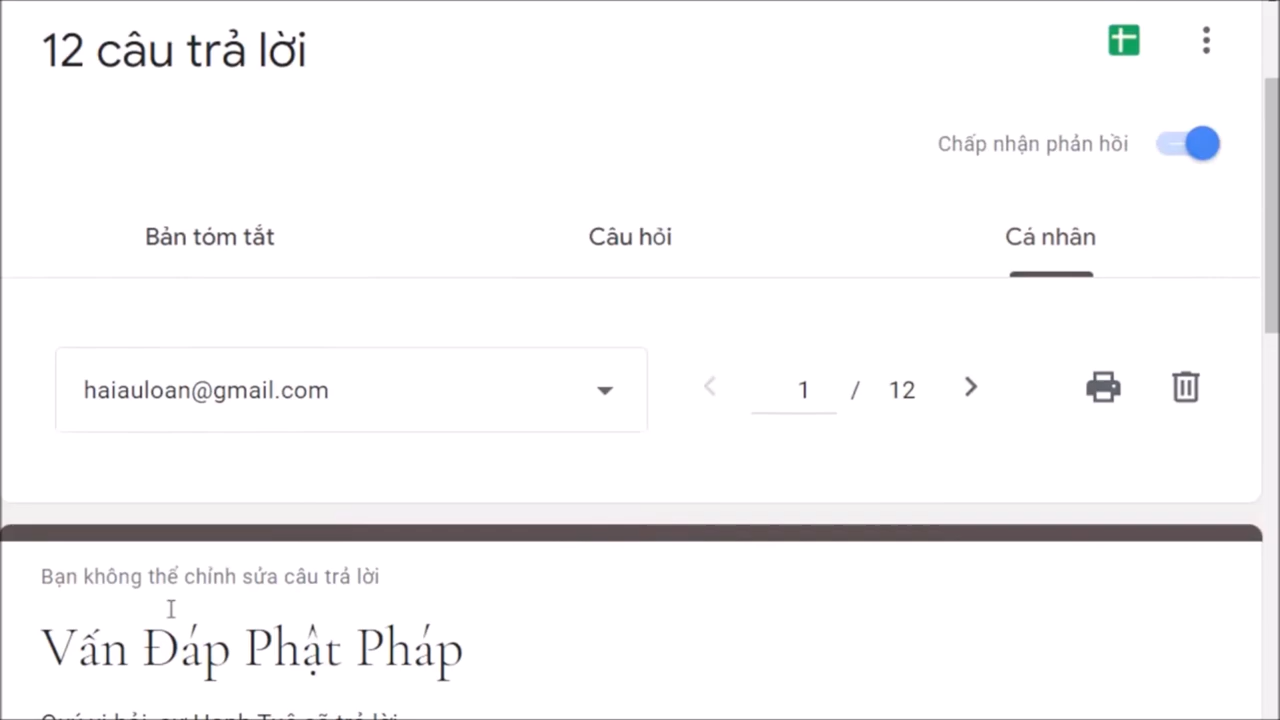 12 câu trả lời
Chấp nhận phản hồi
Bản tóm tắt Câu hỏi Cá nhân
haiauloan@gmail.com 1 / 12
Bạn không thể chỉnh sửa câu trả lời
Vấn Đáp Phật Pháp